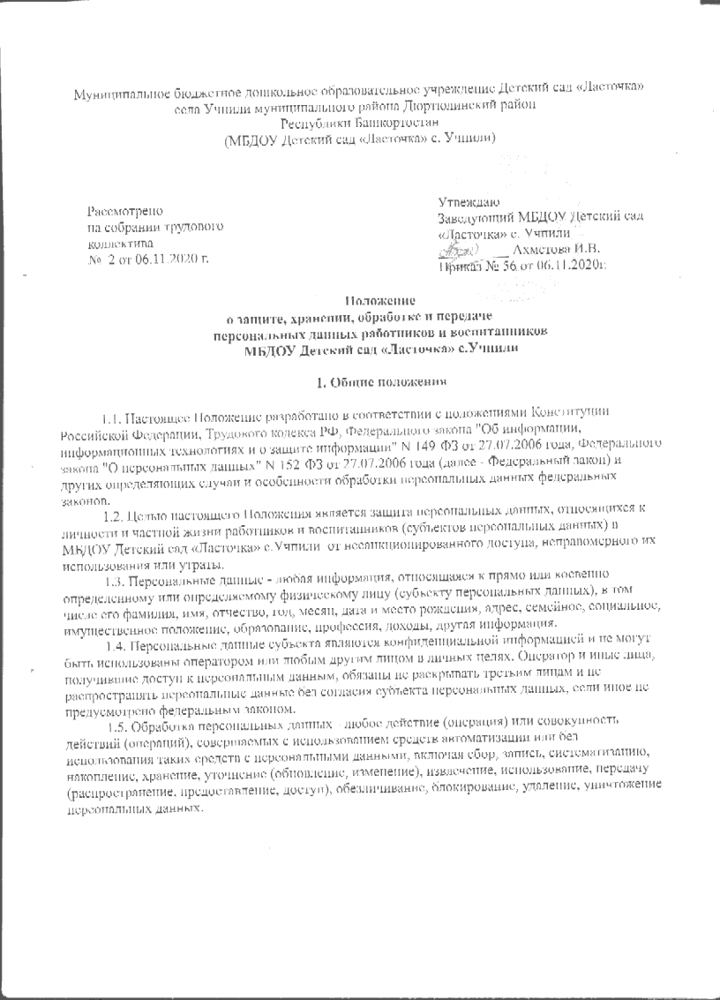 Муниципальное бюджетное дошкольное образовательное учреждение Детский сад «Ласточка»
села Учпили муниципального района Дюртюлинский район
Республики Башкортостан
(МБДОУ Детский сад «Ласточка» с. Учпили)
Рассмотрено
на собрании трудового
коллектива
№ 2 от 06.11.2020 г.
Утверждаю
Заведующий МБДОУ Детский сад
«Ласточка» с. Учпили
___ Ахметова И.В.
Приказ № 56 от 06.11.2020г.
Положение
о защите, хранении, обработке и передаче
персональных данных работников и воспитанников
МБДОУ Детский сад «Ласточка» с.Учпили
1. Общие положения
1.1. Настоящее Положение разработано в соответствии с положениями Конституции
Российской Федерации, Трудового кодекса РФ, Федерального закона "Об информации,
информационных технологиях и о защите информации" N 149-ФЗ от 27.07.2006 года, Федерального
закона "О персональных данных" N 152-ФЗ от 27.07.2006 года (далее - Федеральный закон) и
других определяющих случаи и особенности обработки персональных данных федеральных
законов.
1.2. Целью настоящего Положения является защита персональных данных, относящихся к
личности и частной жизни работников и воспитанников (субъектов персональных данных) в
МБДОУ Детский сад «Ласточка» с.Учпили от несанкционированного доступа, неправомерного их
использования или утраты.
1.3. Персональные данные - любая информация, относящаяся к прямо или косвенно
определенному или определяемому физическому лицу (субъекту персональных данных), в том
числе его фамилия, имя, отчество, год, месяц, дата и место рождения, адрес, семейное, социальное,
имущественное положение, образование, профессия, доходы, другая информация.
1.4. Персональные данные субъекта являются конфиденциальной информацией и не могут
быть использованы оператором или любым другим лицом в личных целях. Оператор и иные лица,
получившие доступ к персональным данным, обязаны не раскрывать третьим лицам и не
распространять персональные данные без согласия субъекта персональных данных, если иное не
предусмотрено федеральным законом.
1.5. Обработка персональных данных - любое действие (операция) или совокупность
действий (операций), совершаемых с использованием средств автоматизации или без
использования таких средств с персональными данными, включая сбор, запись, систематизацию,
накопление, хранение, уточнение (обновление, изменение), извлечение, использование, передачу
(распространение, предоставление, доступ), обезличивание, блокирование, удаление, уничтожение
персональных данных.